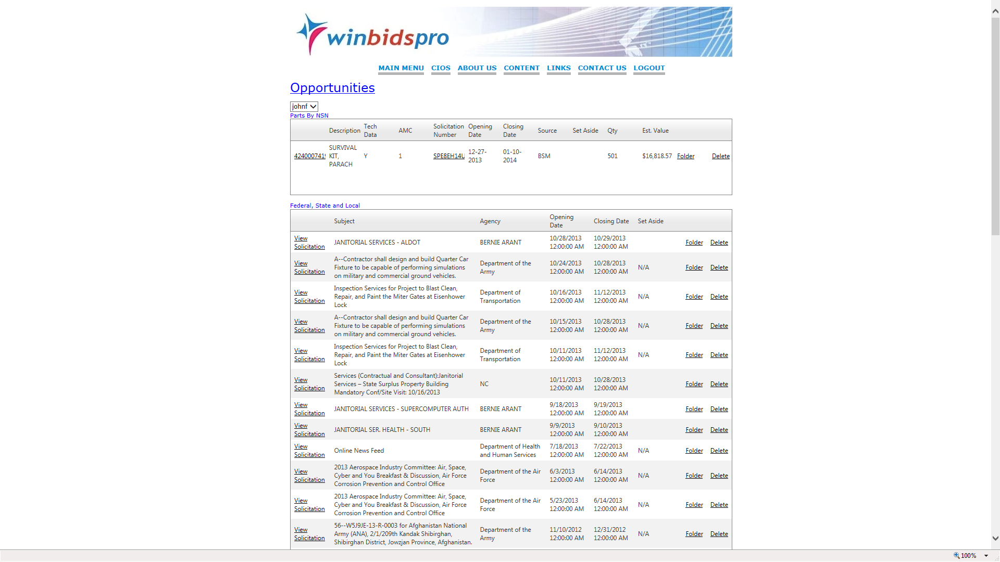 winbidspro
MAIN MENU CIOS ABOUT US CONTENT LINKS CONTACT US LOGOUT
Opportunities
johnf
Parts By NSN
Description Tech Data AMC Solicitation Number Opening Date Closing Date Source Set Aside Qty Est. Value
424000741 SURVIVAL KIT, PARACH Y 1 SPE8EH14U 12-27-2013 01-10-2014 BSM 501 $16,818.57 Folder Delete
Federal, State and Local
Subject Agency Opening Date Closing Date Set Aside
View Solicitation JANITORIAL SERVICES - ALDOT BERNIE ARANT 10/28/2013 12:00:00 AM 10/29/2013 12:00:00 AM Folder Delete
View Solicitation A--Contractor shall design and build Quarter Car Fixture to be capable of performing simulations on military and commercial ground vehicles. Department of the Army 10/24/2013 12:00:00 AM 10/28/2013 12:00:00 AM N/A Folder Delete
View Solicitation Inspection Services for Project to Blast Clean, Repair, and Paint the Miter Gates at Eisenhower Lock Department of Transportation 10/16/2013 12:00:00 AM 11/12/2013 12:00:00 AM N/A Folder Delete
View Solicitation A--Contractor shall design and build Quarter Car Fixture to be capable of performing simulations on military and commercial ground vehicles. Department of the Army 10/15/2013 12:00:00 AM 10/28/2013 12:00:00 AM N/A Folder Delete
View Solicitation Inspection Services for Project to Blast Clean, Repair, and Paint the Miter Gates at Eisenhower Lock Department of Transportation 10/11/2013 12:00:00 AM 11/12/2013 12:00:00 AM N/A Folder Delete
View Solicitation Services (Contractual and Consultant):Janitorial Services – State Surplus Property Building Mandatory Conf/Site Visit: 10/16/2013 NC 10/11/2013 12:00:00 AM 10/28/2013 12:00:00 AM Folder Delete
View Solicitation JANITORIAL SERVICES - SUPERCOMPUTER AUTH BERNIE ARANT 9/18/2013 12:00:00 AM 9/19/2013 12:00:00 AM Folder Delete
View Solicitation JANITORIAL SER. HEALTH - SOUTH BERNIE ARANT 9/9/2013 12:00:00 AM 9/10/2013 12:00:00 AM Folder Delete
View Solicitation Online News Feed Department of Health and Human Services 7/18/2013 12:00:00 AM 7/22/2013 12:00:00 AM N/A Folder Delete
View Solicitation 2013 Aerospace Industry Committee: Air, Space, Cyber and You Breakfast & Discussion, Air Force Corrosion Prevention and Control Office Department of the Air Force 6/3/2013 12:00:00 AM 6/14/2013 12:00:00 AM N/A Folder Delete
View Solicitation 2013 Aerospace Industry Committee: Air, Space, Cyber and You Breakfast & Discussion, Air Force Corrosion Prevention and Control Office Department of the Air Force 5/23/2013 12:00:00 AM 6/14/2013 12:00:00 AM N/A Folder Delete
View Solicitation 56--W5J9JE-13-R-0003 for Afghanistan National Army (ANA), 2/1/209th Kandak Shibirghan, Shibirghan District, Jowzjan Province, Afghanistan. Department of the Army 11/10/2012 12:00:00 AM 12/31/2012 12:00:00 AM N/A Folder Delete
100%